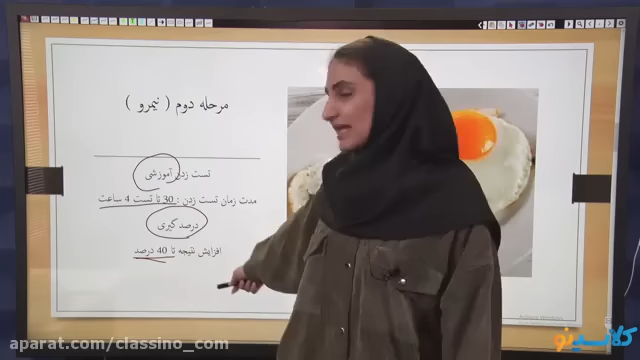 مرحله دوم ( نیمرو )
تست زدن آموزشی
مدت زمان تست زدن : 30 تا تست 4 ساعت
درصد گیری
افزایش نتیجه تا 40 درصد
کلاسینو
aparat.com/classino_com